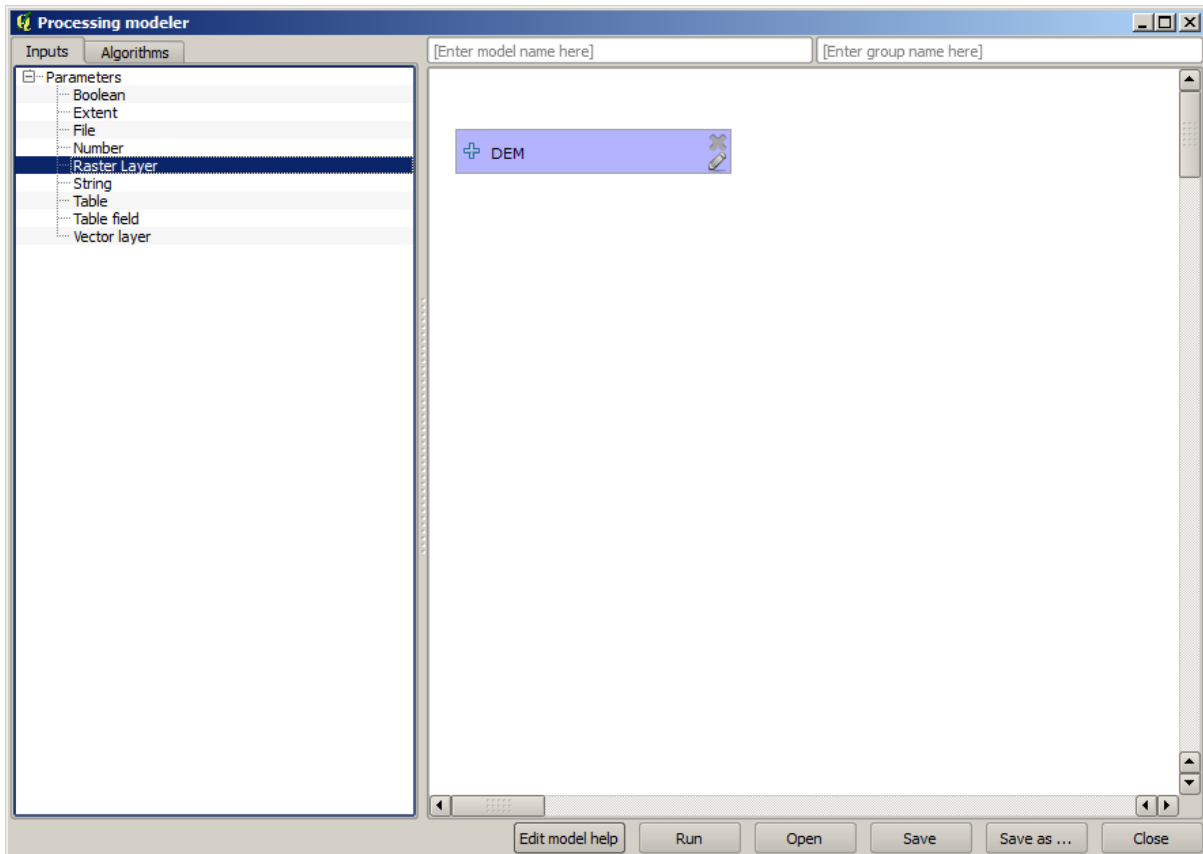 Processing modeler
Inputs
Algorithms
[Enter model name here]
[Enter group name here]
Parameters
Boolean
Extent
File
Number
Raster Layer
String
Table
Table field
Vector layer
DEM
Edit model help
Run
Open
Save
Save as ...
Close